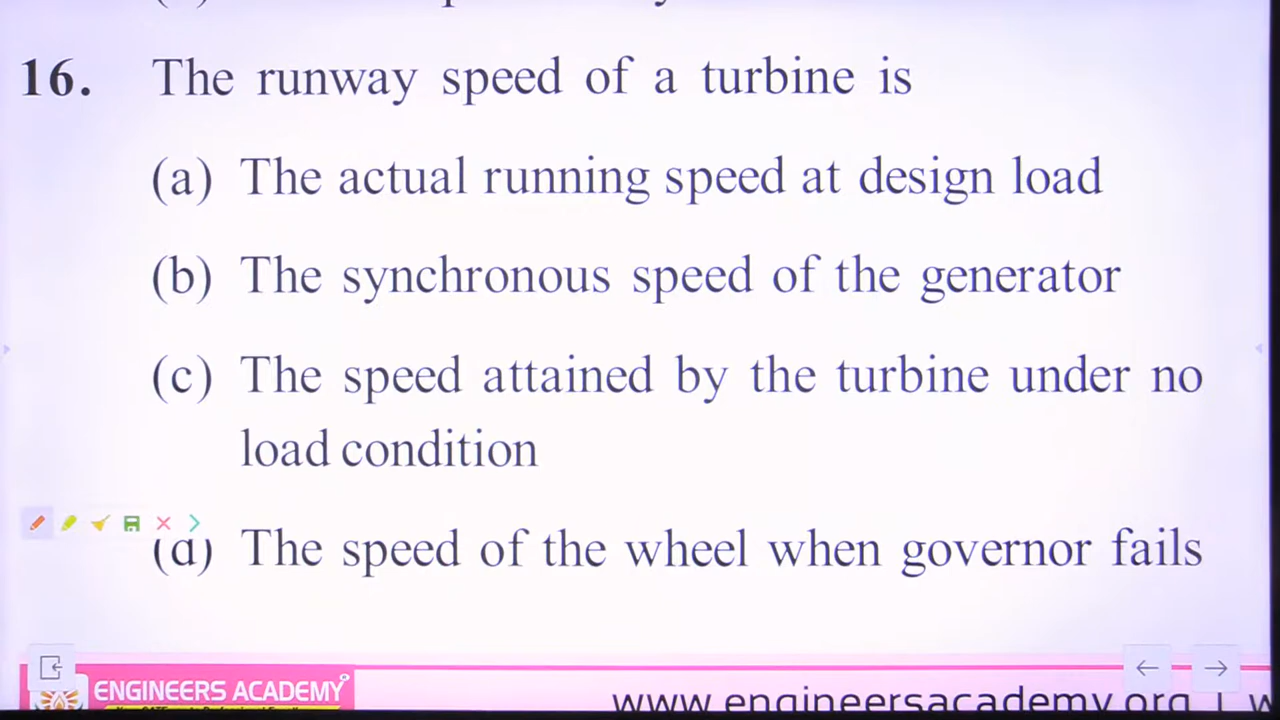 16. The runway speed of a turbine is
(a) The actual running speed at design load
(b) The synchronous speed of the generator
(c) The speed attained by the turbine under no
load condition
(d) The speed of the wheel when governor fails
ENGINEERS ACADEMY
www.engineersacademy.org | w